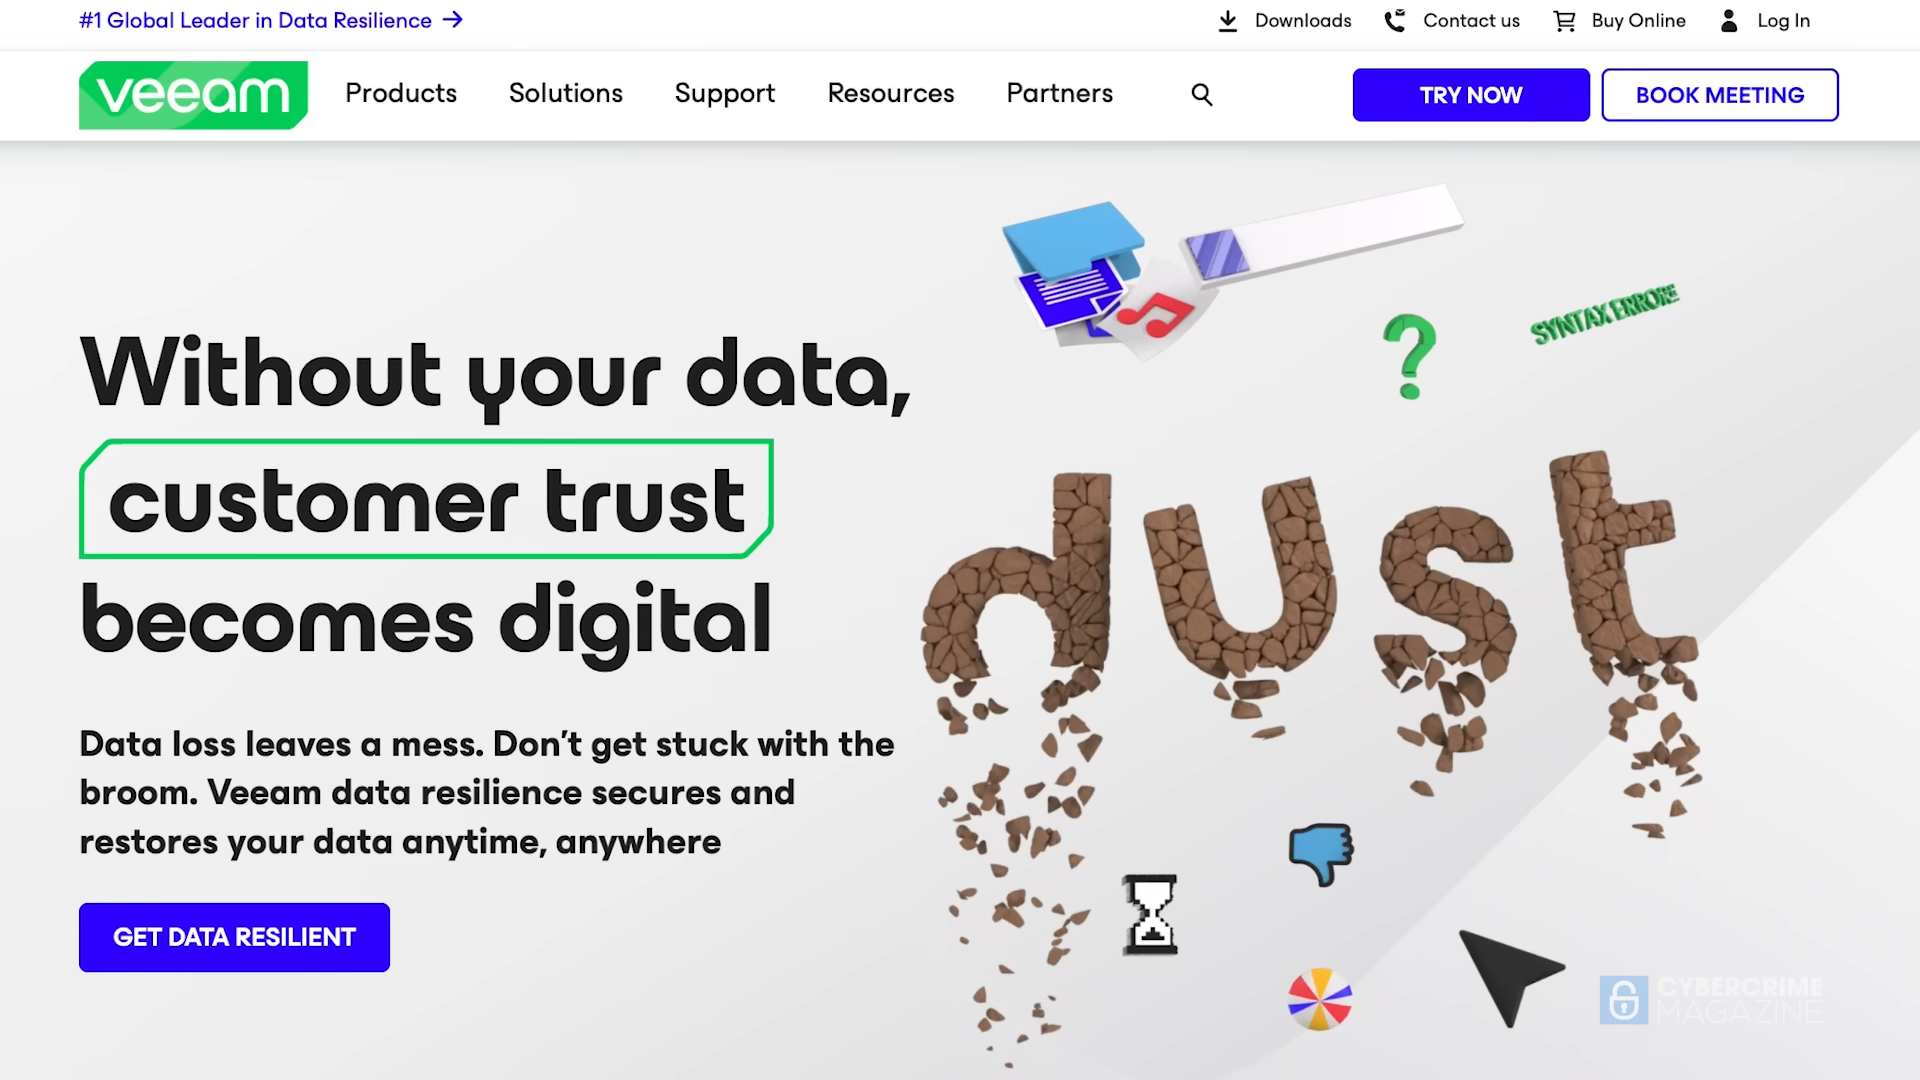 #1 Global Leader in Data Resilience
Downloads
Contact us
Buy Online
Log In
veeam
Products
Solutions
Support
Resources
Partners
TRY NOW
BOOK MEETING
SYNTAX ERROR!
?
Without your data,
customer trust
becomes digital
dust
Data loss leaves a mess. Don’t get stuck with the
broom. Veeam data resilience secures and
restores your data anytime, anywhere
GET DATA RESILIENT
CYBERCRIME
MAGAZINE